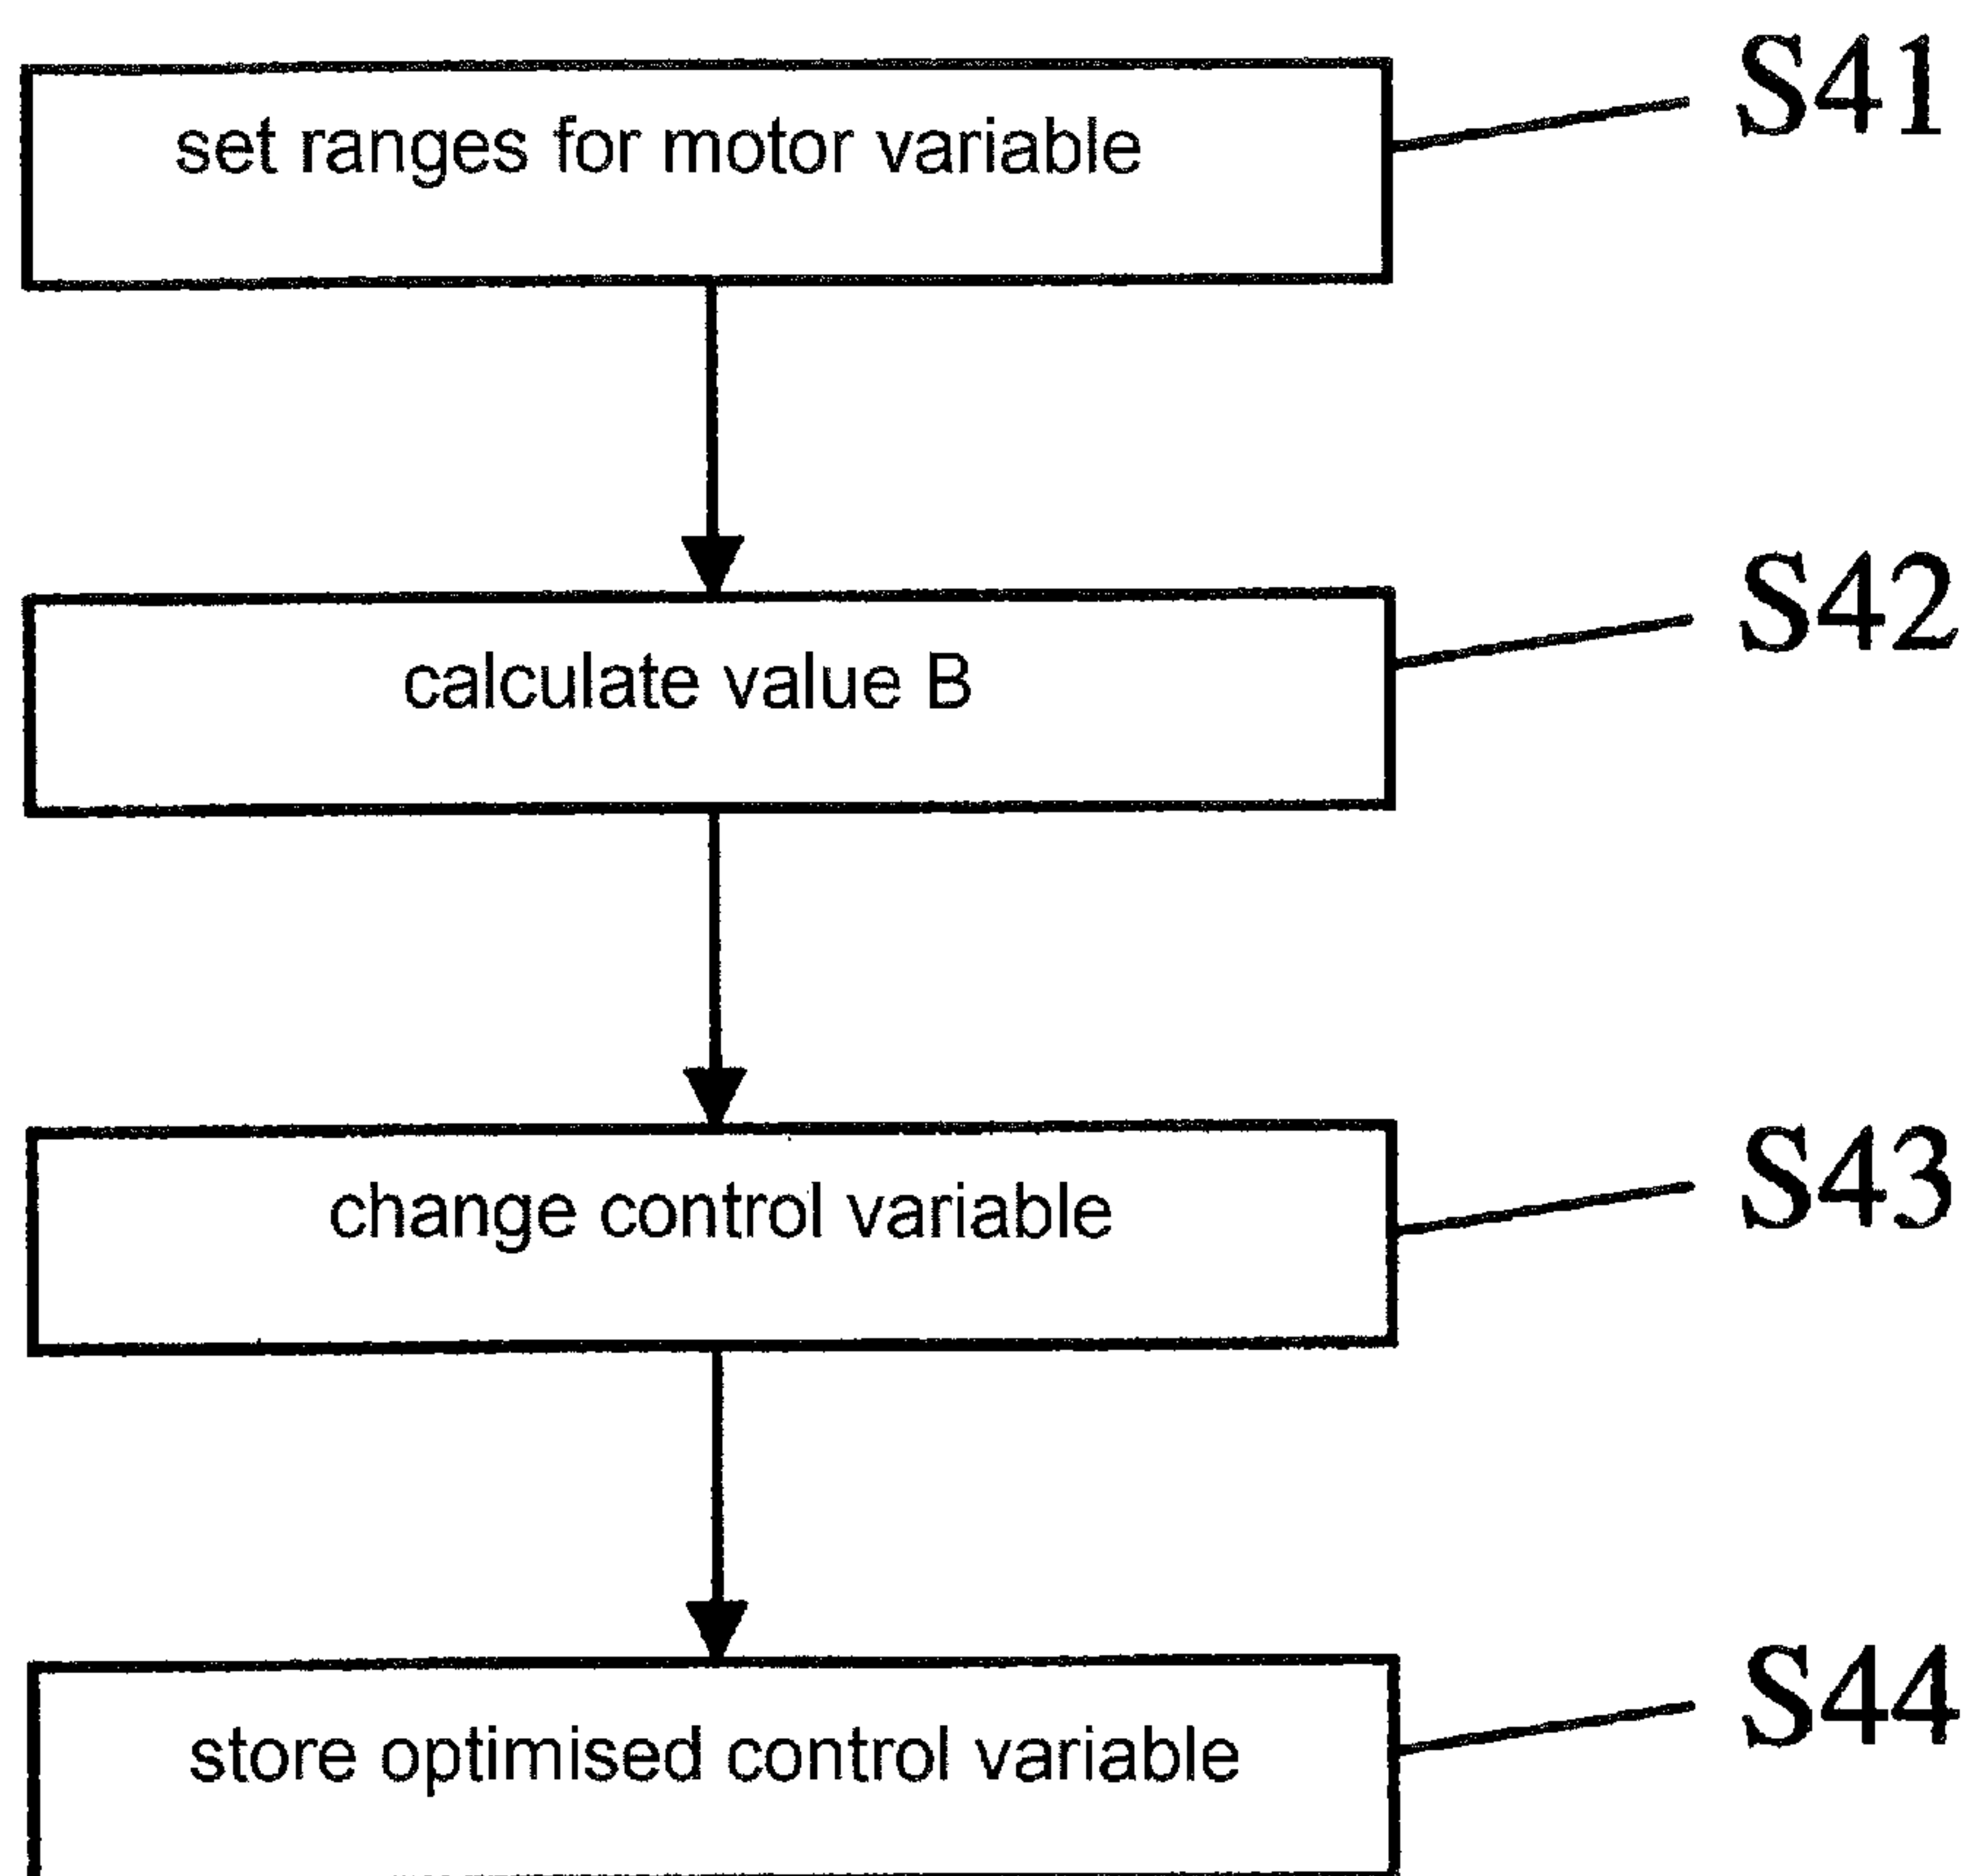 set ranges for motor variable
S41
calculate value B
S42
change control variable
S43
store optimised control variable
S44